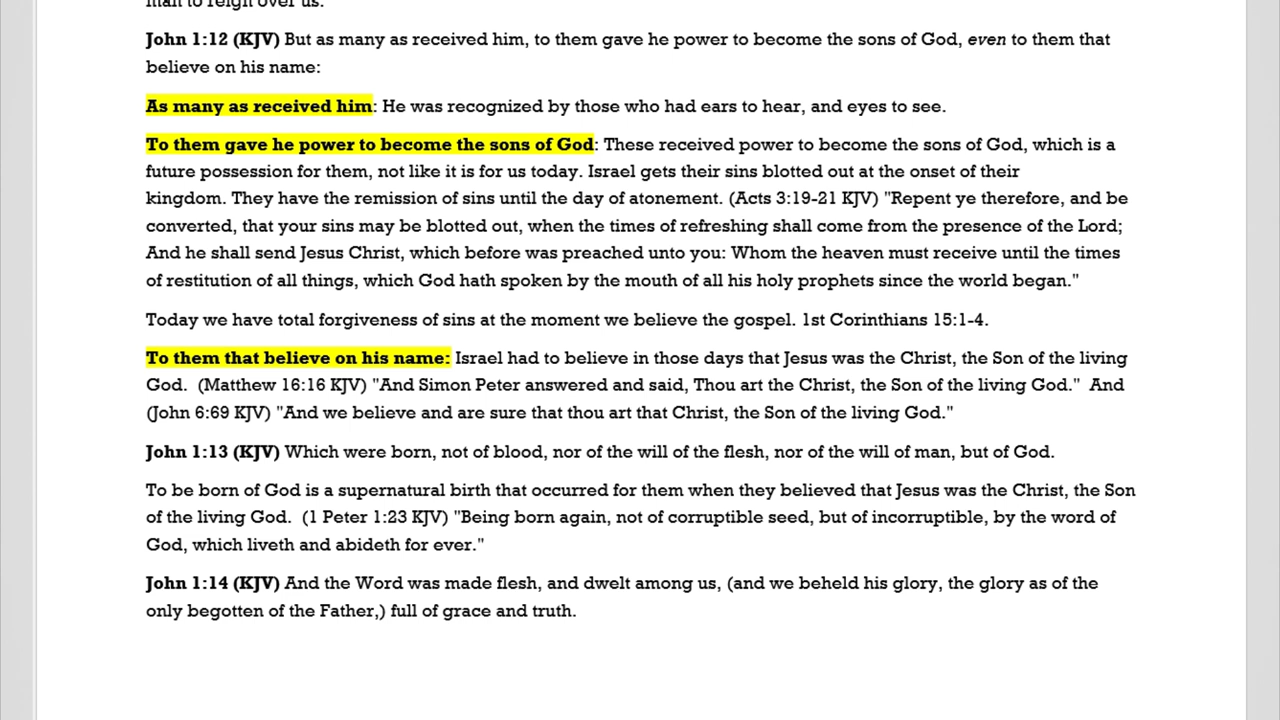 man to reign over us.
John 1:12 (KJV) But as many as received him, to them gave he power to become the sons of God, even to them that
believe on his name:
As many as received him: He was recognized by those who had ears to hear, and eyes to see.
To them gave he power to become the sons of God: These received power to become the sons of God, which is a
future possession for them, not like it is for us today. Israel gets their sins blotted out at the onset of their
kingdom. They have the remission of sins until the day of atonement. (Acts 3:19-21 KJV) "Repent ye therefore, and be
converted, that your sins may be blotted out, when the times of refreshing shall come from the presence of the Lord;
And he shall send Jesus Christ, which before was preached unto you: Whom the heaven must receive until the times
of restitution of all things, which God hath spoken by the mouth of all his holy prophets since the world began."
Today we have total forgiveness of sins at the moment we believe the gospel. 1st Corinthians 15:1-4.
To them that believe on his name: Israel had to believe in those days that Jesus was the Christ, the Son of the living
God.  (Matthew 16:16 KJV) "And Simon Peter answered and said, Thou art the Christ, the Son of the living God."  And
(John 6:69 KJV) "And we believe and are sure that thou art that Christ, the Son of the living God."
John 1:13 (KJV) Which were born, not of blood, nor of the will of the flesh, nor of the will of man, but of God.
To be born of God is a supernatural birth that occurred for them when they believed that Jesus was the Christ, the Son
of the living God.  (1 Peter 1:23 KJV) "Being born again, not of corruptible seed, but of incorruptible, by the word of
God, which liveth and abideth for ever."
John 1:14 (KJV) And the Word was made flesh, and dwelt among us, (and we beheld his glory, the glory as of the
only begotten of the Father,) full of grace and truth.